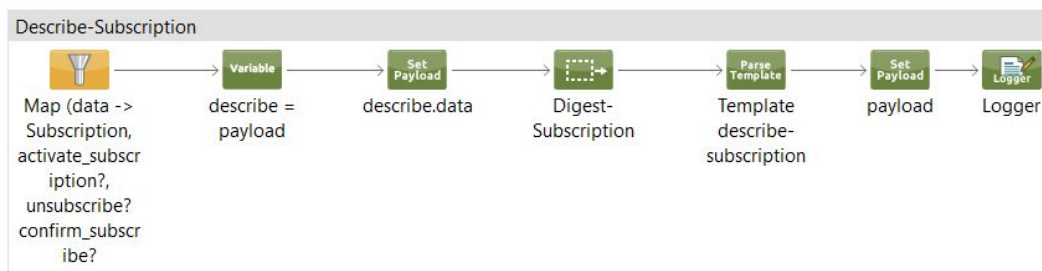 Describe-Subscription
Variable
Set
Payload
Parse
Template
Set
Payload
Logger
Map (data ->
Subscription,
activate_subscr
iption?,
unsubscribe?
confirm_subscr
ibe?
describe =
payload
describe.data
Digest-
Subscription
Template
describe-
subscription
payload
Logger